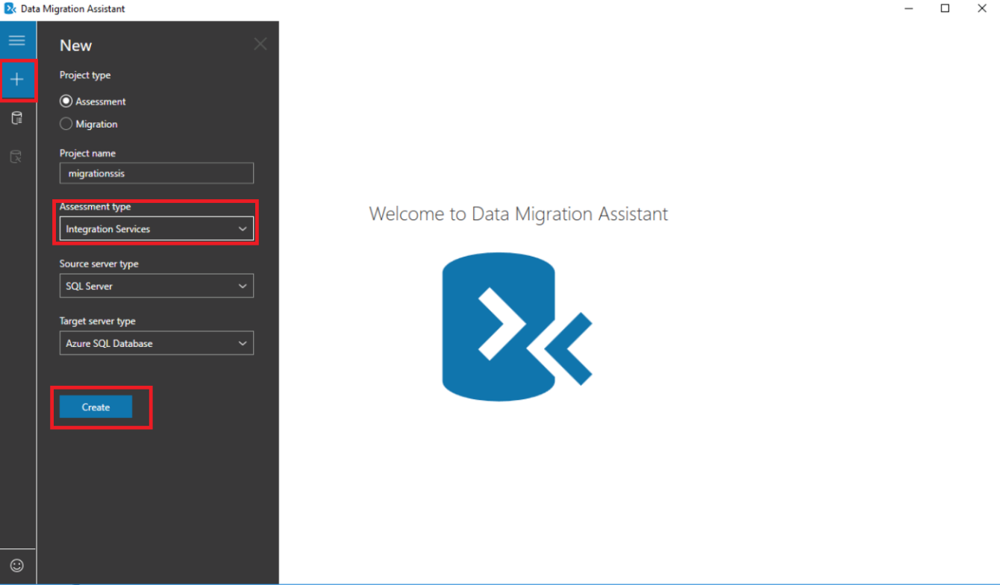 Data Migration Assistant
New
Project type
Assessment
Migration
Project name
migrationssis
Assessment type
Integration Services
Source server type
SQL Server
Target server type
Azure SQL Database
Create
Welcome to Data Migration Assistant